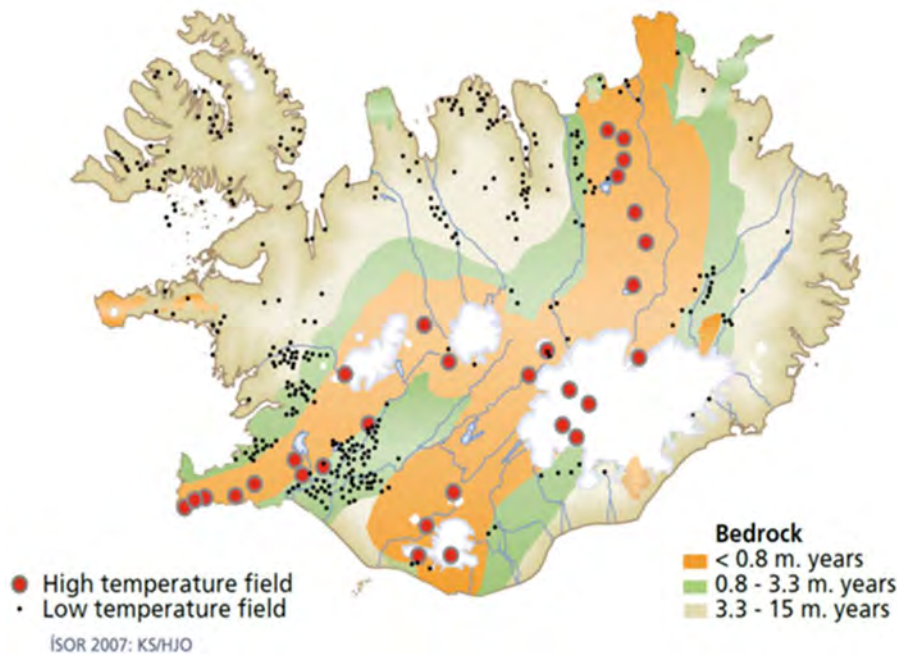 Bedrock
< 0.8 m. years
0.8 - 3.3 m. years
3.3 - 15 m. years
High temperature field
Low temperature field
ÍSOR 2007: KS/HJO